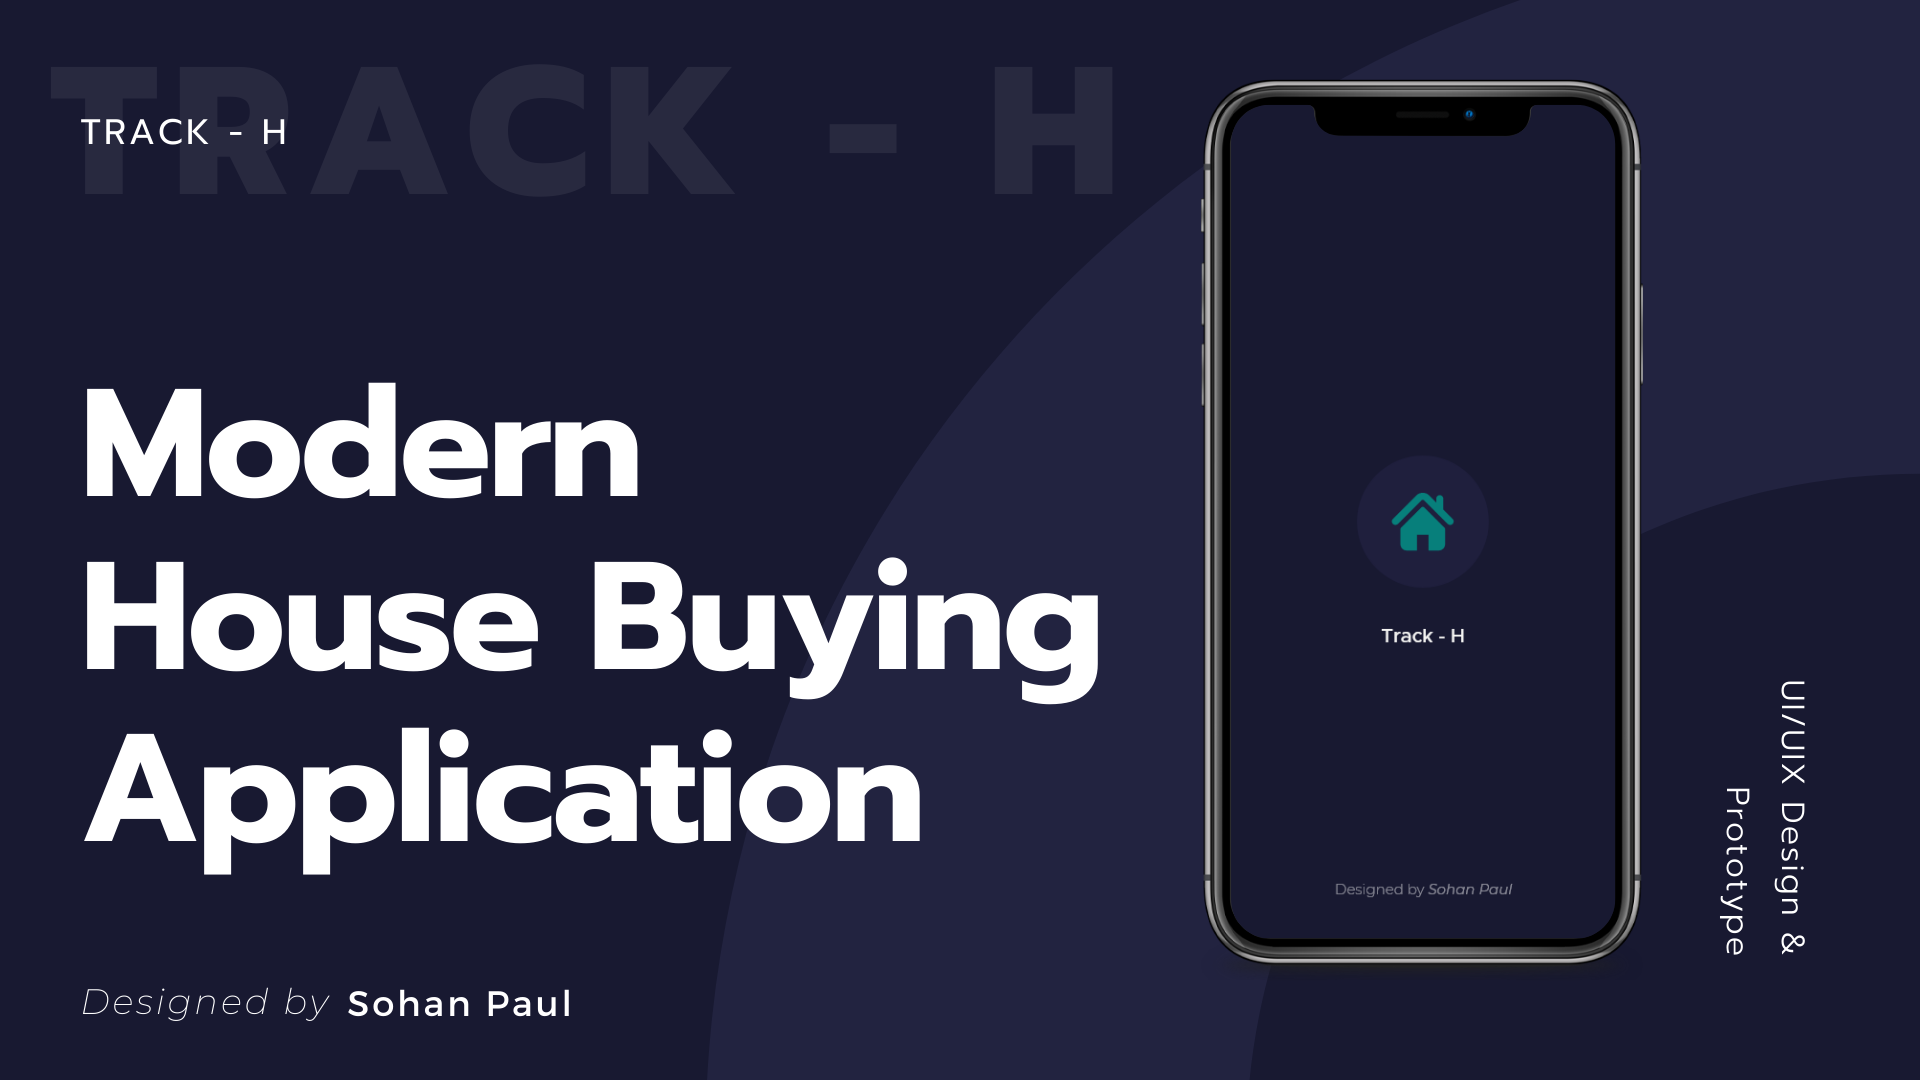 TRACK - H
TRACK - H
Modern
House Buying
Application
Designed by Sohan Paul
Track - H
Designed by Sohan Paul
UI/UIX Design &
Prototype